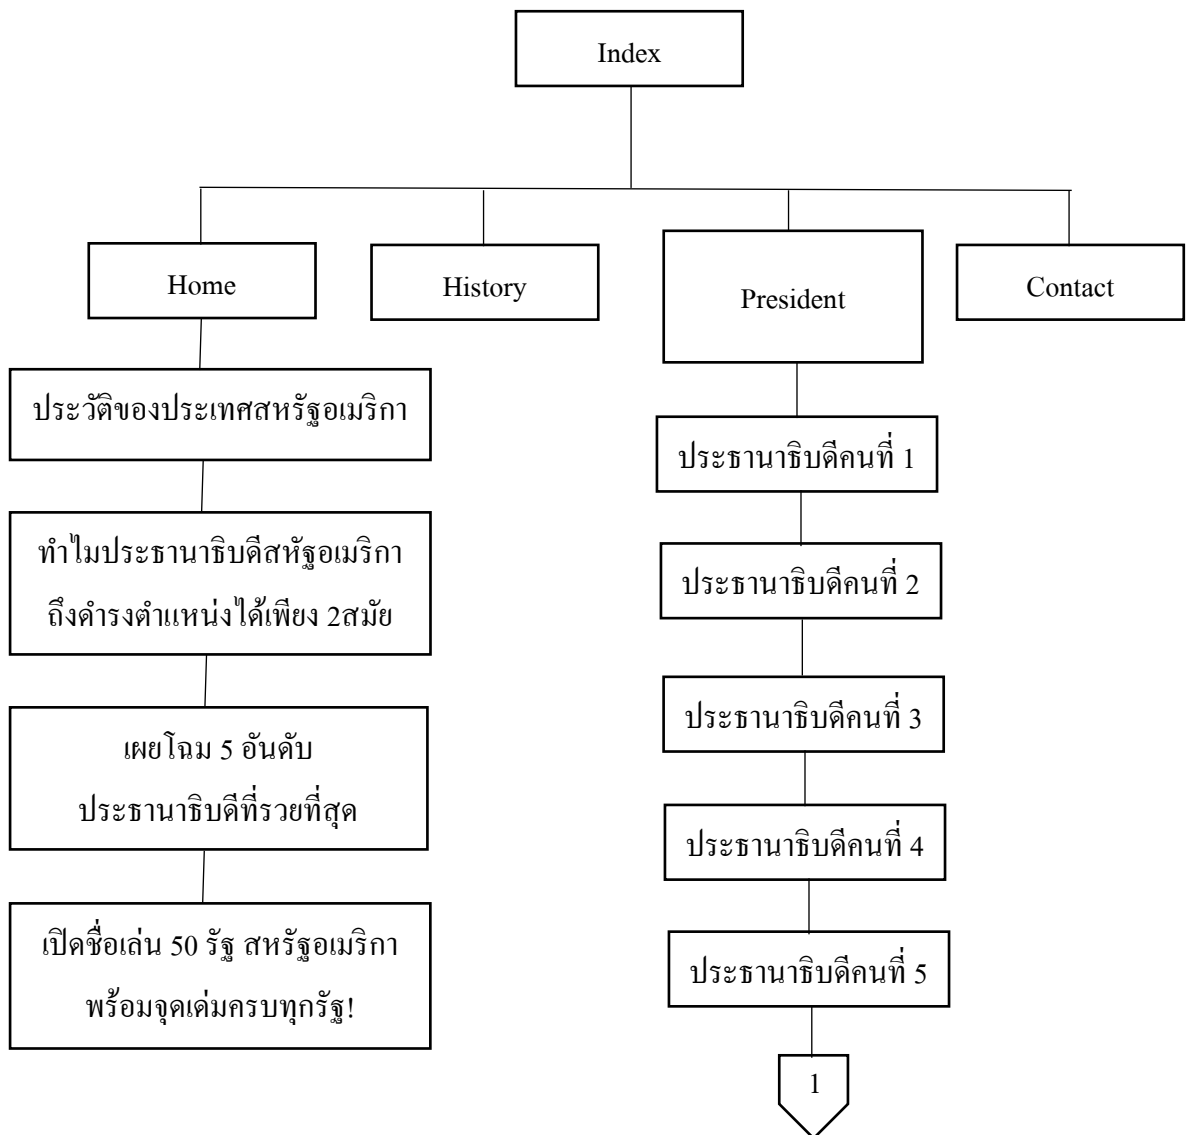 Index
Home
History
President
Contact
ประวัติของประเทศสหรัฐอเมริกา
ทำไมประธานาธิบดีสหัฐอเมริกา
ถึงดำรงตำแหน่งได้เพียง 2สมัย
เผยโฉม 5 อันดับ
ประธานาธิบดีที่รวยที่สุด
เปิดชื่อเล่น 50 รัฐ สหรัฐอเมริกา
พร้อมจุดเด่มครบทุกรัฐ!
ประธานาธิบดีคนที่ 1
ประธานาธิบดีคนที่ 2
ประธานาธิบดีคนที่ 3
ประธานาธิบดีคนที่ 4
ประธานาธิบดีคนที่ 5
1